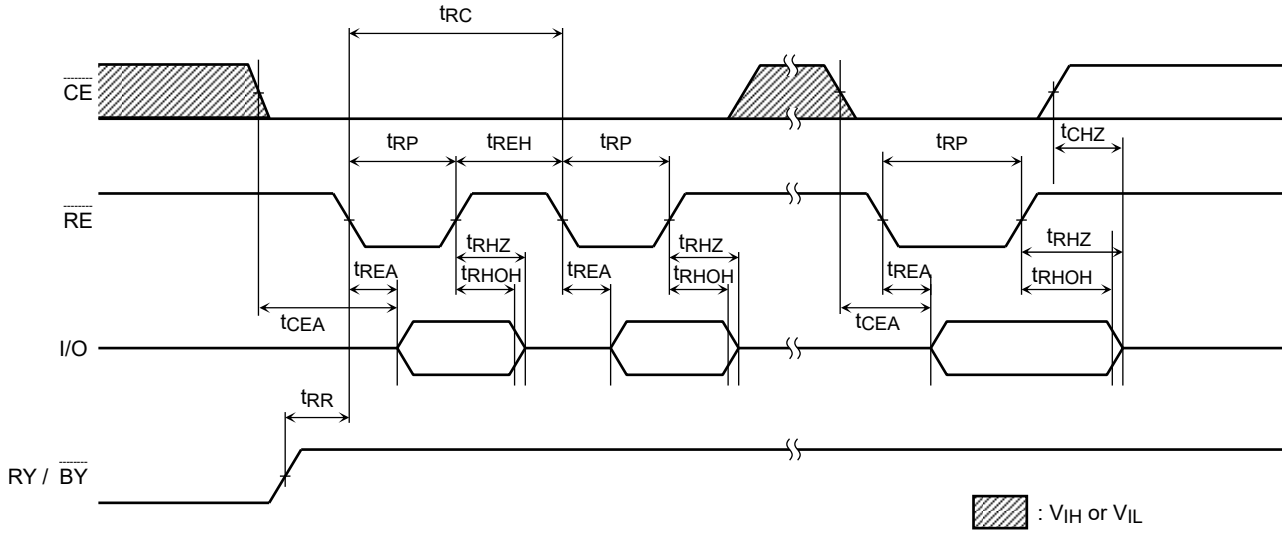 tRC
CE
tCHZ
tRP
tREH
tRP
tRP
RE
tRHZ
tRHZ
tRHZ
tREA
tREA
tREA
tRHOH
tRHOH
tRHOH
tCEA
tCEA
I/O
tRR
RY / BY
: VIH or VIL